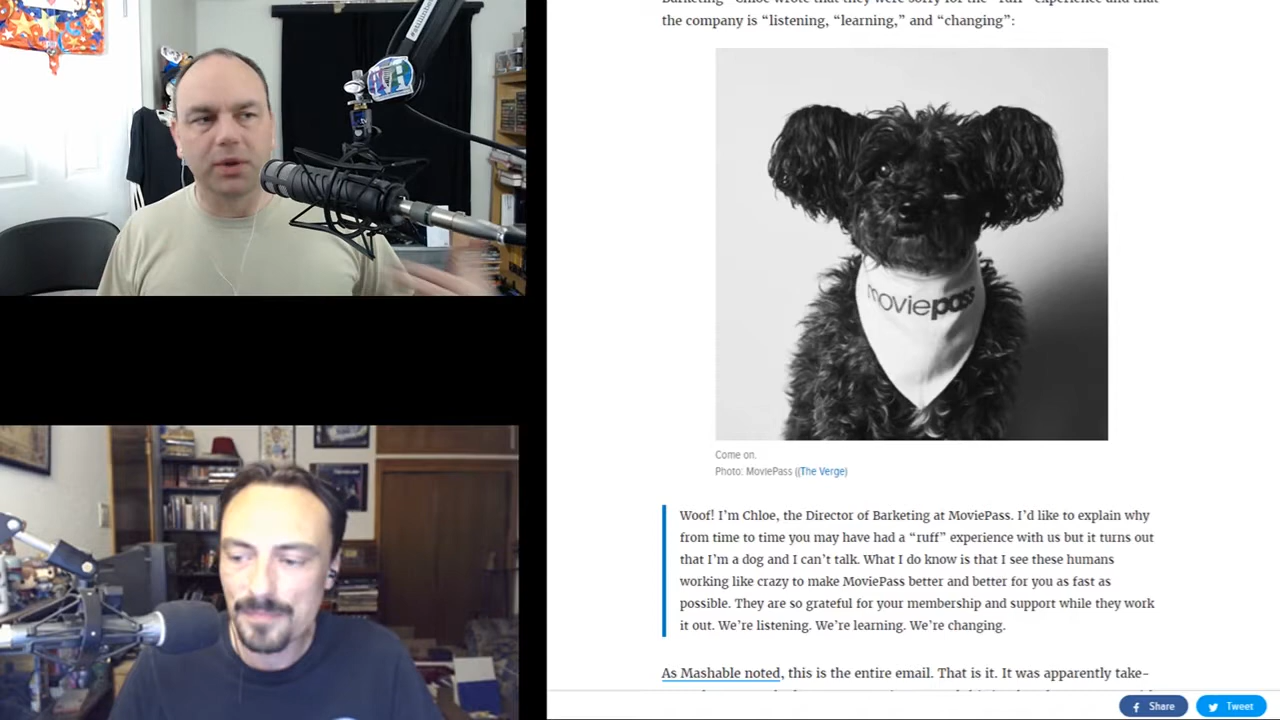 Barketing" Chloe wrote that they were sorry for the "ruff" experience and that
the company is “listening, “learning,” and “changing”:
moviepass
Come on.
Photo: MoviePass ((The Verge)
Woof! I’m Chloe, the Director of Barketing at MoviePass. I’d like to explain why
from time to time you may have had a “ruff” experience with us but it turns out
that I’m a dog and I can’t talk. What I do know is that I see these humans
working like crazy to make MoviePass better and better for you as fast as
possible. They are so grateful for your membership and support while they work
it out. We’re listening. We’re learning. We’re changing.
As Mashable noted, this is the entire email. That is it. It was apparently take-
Share
Tweet